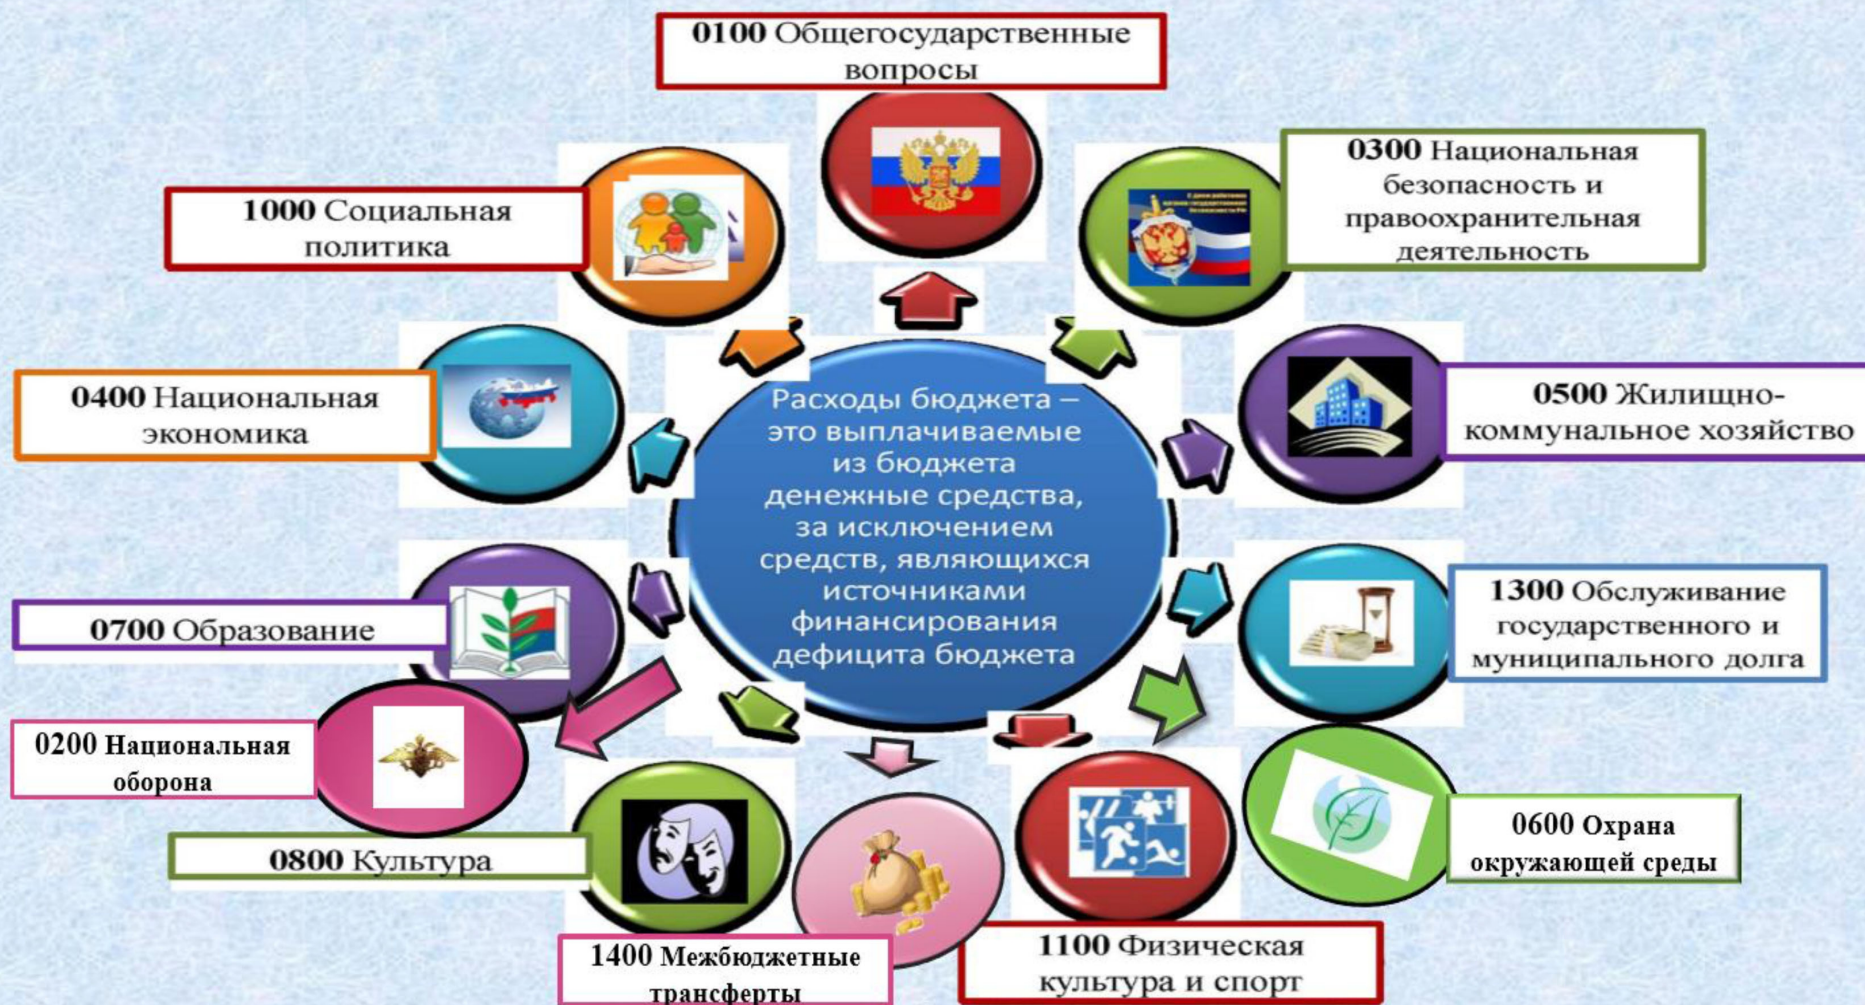 0100 Общегосударственные
вопросы
0300 Национальная
безопасность и
правоохранительная
деятельность
1000 Социальная
политика
0400 Национальная
экономика
0500 Жилищно-
коммунальное хозяйство
Расходы бюджета –
это выплачиваемые
из бюджета
денежные средства,
за исключением
средств, являющихся
источниками
финансирования
дефицита бюджета
0700 Образование
1300 Обслуживание
государственного и
муниципального долга
0200 Национальная
оборона
0800 Культура
0600 Охрана
окружающей среды
1400 Межбюджетные
трансферты
1100 Физическая
культура и спорт